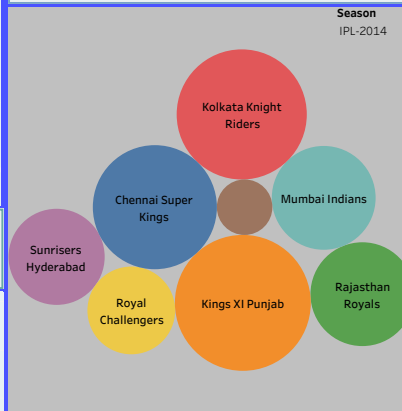 Season
IPL-2014
Kolkata Knight
Riders
Chennai Super
Kings
Mumbai Indians
Sunrisers
Hyderabad
Royal
Challengers
Kings XI Punjab
Rajasthan
Royals